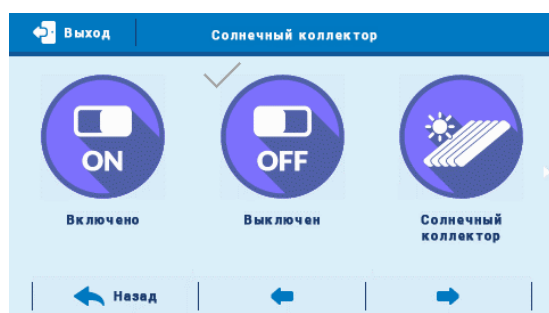 Выход
Солнечный коллектор
ON
OFF
Включено
Выключен
Солнечный
коллектор
Назад